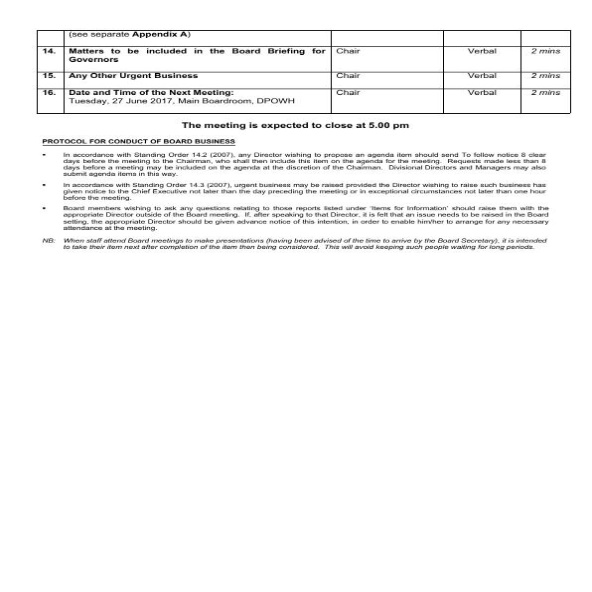 (see separate Appendix A)
14. Matters to be included in the Board Briefing for Governors Chair Verbal 2 mins
15. Any Other Urgent Business Chair Verbal 2 mins
16. Date and Time of the Next Meeting: Chair Verbal 2 mins
Tuesday, 27 June 2017, Main Boardroom, DPOWH
The meeting is expected to close at 5.00 pm
PROTOCOL FOR CONDUCT OF BOARD BUSINESS
- In accordance with Standing Order 14.2 (2007), any Director wishing to propose an agenda item should send To follow notice 8 clear
days before the meeting to the Chairman, who shall then include this item on the agenda for the meeting. Requests made less than 8
days before a meeting may be included on the agenda at the discretion of the Chairman. Divisional Directors and Managers may also
submit agenda items in this way.
- In accordance with Standing Order 14.3 (2007), urgent business may be raised provided the Director wishing to raise such business has
given notice to the Chief Executive not later than the day preceding the meeting or in exceptional circumstances not later than one hour
before the meeting.
- Board members wishing to ask any questions relating to those reports listed under 'Items for Information' should raise them with the
appropriate Director outside of the Board meeting. If, after speaking to that Director, it is felt that an issue needs to be raised in the Board
setting, the appropriate Director should be given advance notice of this intention, in order to enable him/her to arrange for any necessary
attendance at the meeting.
NB: When staff attend Board meetings to make presentations (having been advised of the time to arrive by the Board Secretary), it is intended
to take their item next after completion of the item then being considered. This will avoid keeping such people waiting for long periods.